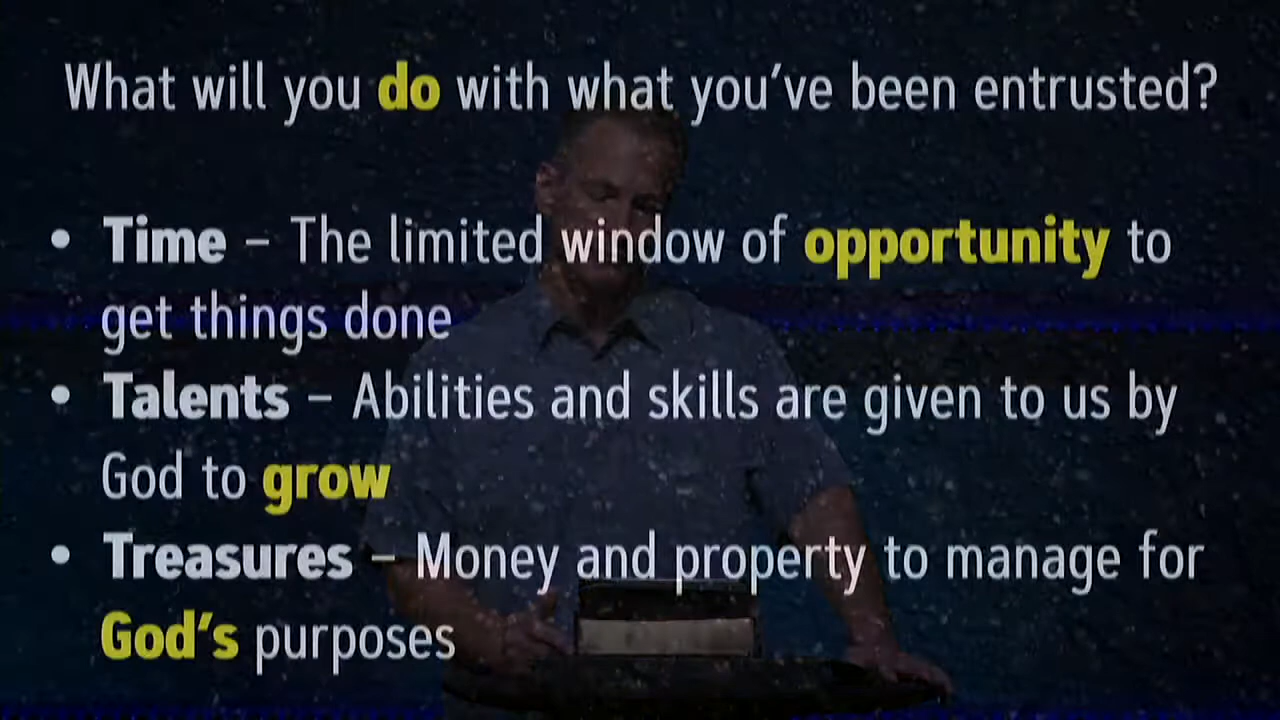 What will you do with what you've been entrusted?
• Time – The limited window of opportunity to
get things done
• Talents – Abilities and skills are given to us by
God to grow
• Treasures – Money and property to manage for
God's purposes